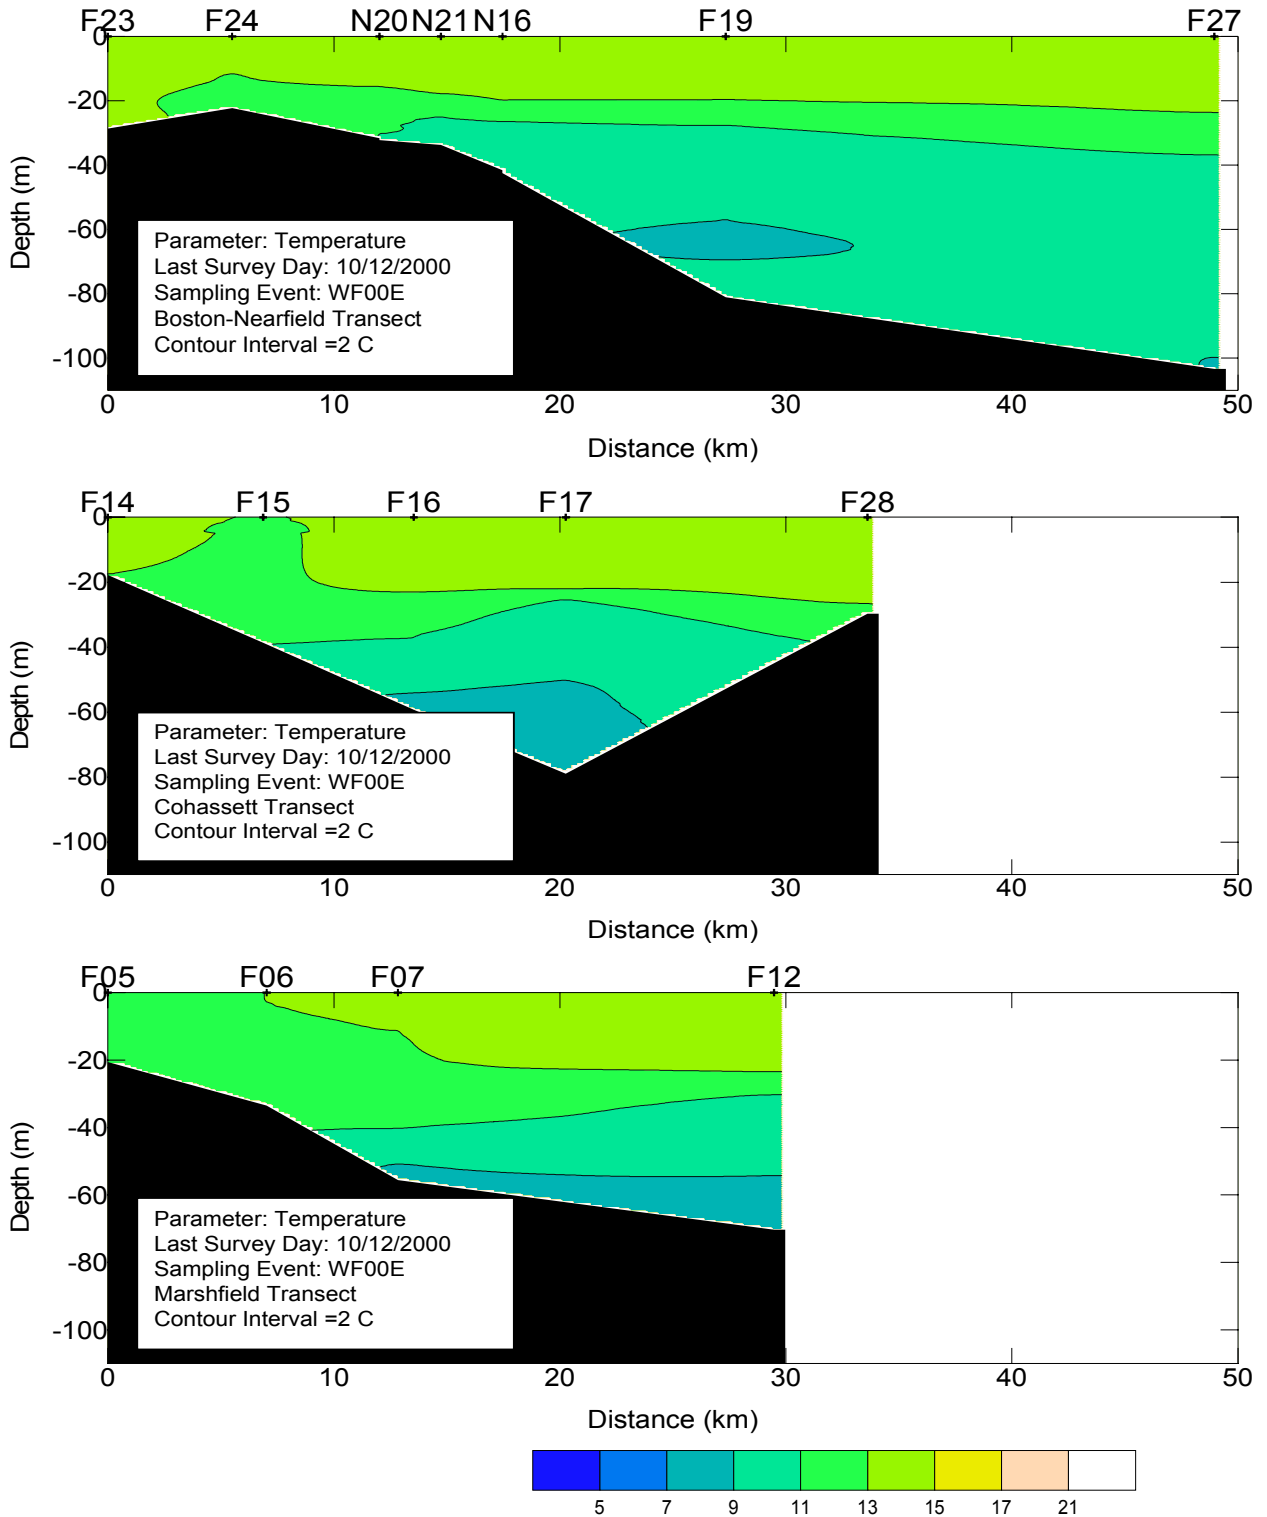 F23 F24 N20 N21 N16 F19 F27
0
-20
-40
-60
-80
-100
Depth (m)
Parameter: Temperature
Last Survey Day: 10/12/2000
Sampling Event: WF00E
Boston-Nearfield Transect
Contour Interval =2 C
0 10 20 30 40 50
Distance (km)
F14 F15 F16 F17 F28
0
-20
-40
-60
-80
-100
Depth (m)
Parameter: Temperature
Last Survey Day: 10/12/2000
Sampling Event: WF00E
Cohassett Transect
Contour Interval =2 C
0 10 20 30 40 50
Distance (km)
F05 F06 F07 F12
0
-20
-40
-60
-80
-100
Depth (m)
Parameter: Temperature
Last Survey Day: 10/12/2000
Sampling Event: WF00E
Marshfield Transect
Contour Interval =2 C
0 10 20 30 40 50
Distance (km)
5 7 9 11 13 15 17 21